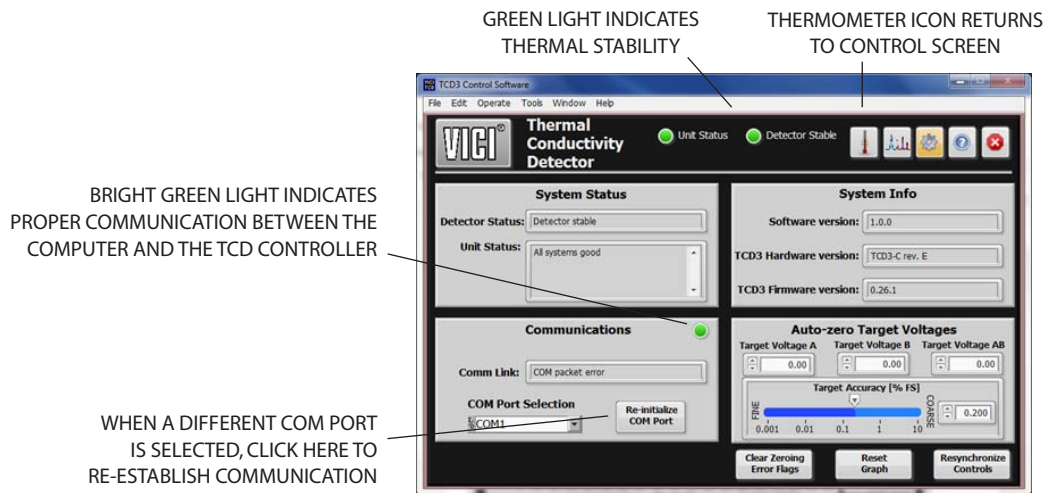 GREEN LIGHT INDICATES
THERMAL STABILITY
THERMOMETER ICON RETURNS
TO CONTROL SCREEN
BRIGHT GREEN LIGHT INDICATES
PROPER COMMUNICATION BETWEEN THE
COMPUTER AND THE TCD CONTROLLER
WHEN A DIFFERENT COM PORT
IS SELECTED, CLICK HERE TO
RE-ESTABLISH COMMUNICATION
TCD3 Control Software
File Edit Operate Tools Window Help
VICI®
Thermal
Conductivity
Detector
Unit Status
Detector Stable
System Status
Detector Status: Detector stable
Unit Status: All systems good
System Info
Software version: 1.0.0
TCD3 Hardware version: TCD3-C rev. E
TCD3 Firmware version: 0.26.1
Communications
Comm Link: COM packet error
COM Port Selection
COM1
Re-initialize
COM Port
Auto-zero Target Voltages
Target Voltage A Target Voltage B Target Voltage AB
0.00 0.00 0.00
Target Accuracy [% FS]
FINE
0.001 0.01 0.1 1 10
COARSE
0.200
Clear Zeroing
Error Flags
Reset
Graph
Resynchronize
Controls